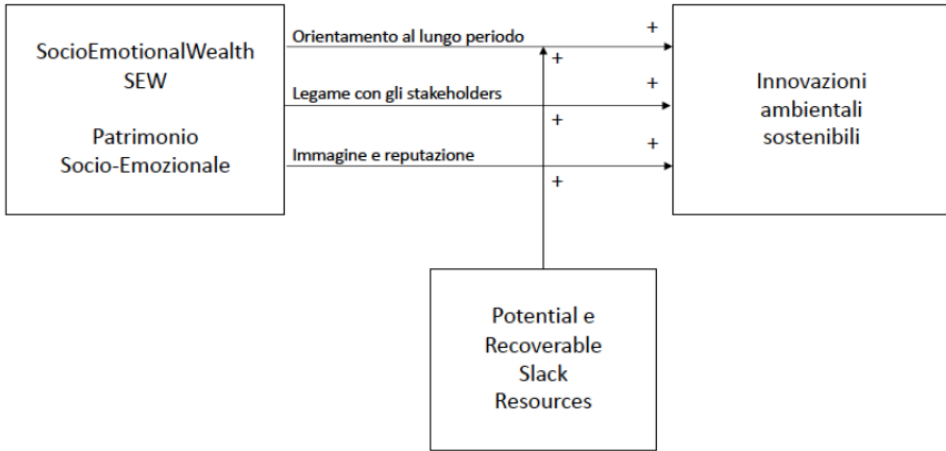 SocioEmotionalWealth
SEW
Patrimonio
Socio-Emozionale
Orientamento al lungo periodo
+
+
Legame con gli stakeholders
+
+
Immagine e reputazione
+
+
Innovazioni
ambientali
sostenibili
Potential e
Recoverable
Slack
Resources